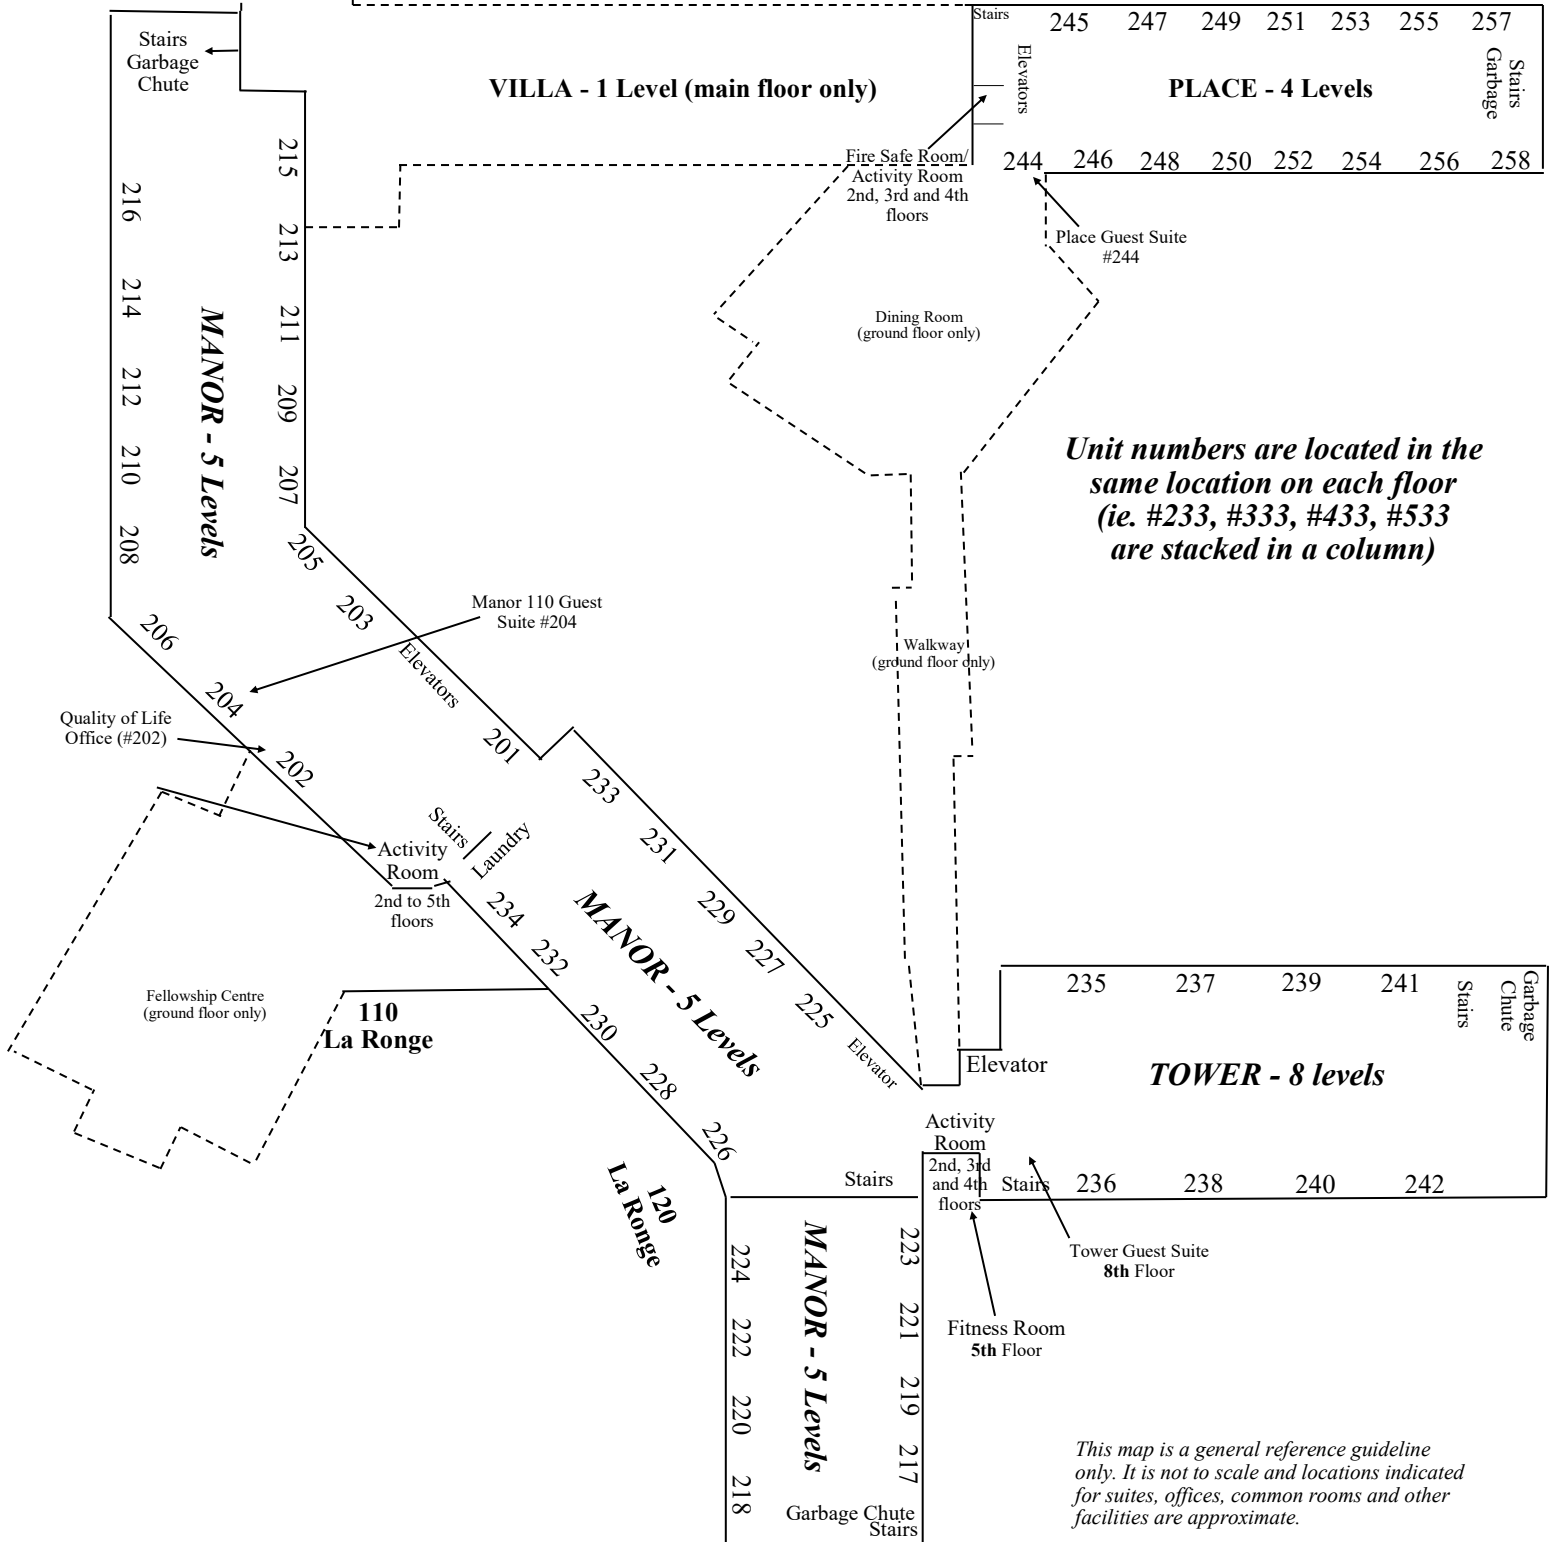 Stairs
Garbage
Chute
VILLA - 1 Level (main floor only)
Stairs
Elevators
245 247 249 251 253 255 257
PLACE - 4 Levels
Stairs
Garbage
244 246 248 250 252 254 256 258
Fire Safe Room/
Activity Room
2nd, 3rd and 4th
floors
Place Guest Suite
#244
Dining Room
(ground floor only)
215
213
211
209
207
216
214
212
210
208
MANOR - 5 Levels
Unit numbers are located in the
same location on each floor
(ie. #233, #333, #433, #533
are stacked in a column)
205
203
Elevators
201
206
204
202
Manor 110 Guest
Suite #204
Quality of Life
Office (#202)
Walkway
(ground floor only)
Stairs
Laundry
Activity
Room
2nd to 5th
floors
233
231
229
227
225
Elevator
234
232
230
228
226
MANOR - 5 Levels
Fellowship Centre
(ground floor only)
110
La Ronge
120
La Ronge
235 237 239 241
Stairs
Garbage
Chute
Elevator
TOWER - 8 levels
Activity
Room
2nd, 3rd
and 4th
floors
Stairs
Stairs
236 238 240 242
Tower Guest Suite
8th Floor
Fitness Room
5th Floor
223
221
219
217
224
222
220
218
MANOR - 5 Levels
Garbage Chute
Stairs
This map is a general reference guideline
only. It is not to scale and locations indicated
for suites, offices, common rooms and other
facilities are approximate.